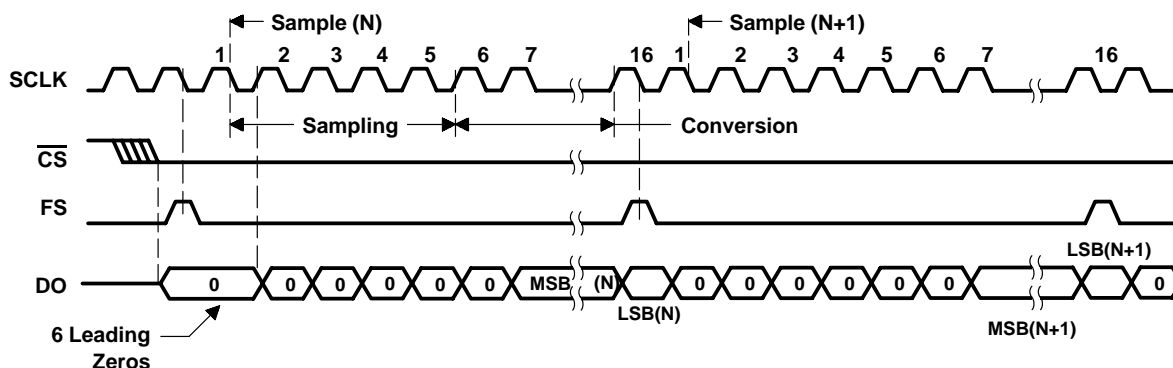 Sample (N)
Sample (N+1)
1 2 3 4 5 6 7 16 1 2 3 4 5 6 7 16
SCLK
Sampling
Conversion
CS
FS
LSB(N+1)
DO
0 0 0 0 0 0 MSB (N) 0 0 0 0 0 0 0
LSB(N)
MSB(N+1)
6 Leading
Zeros